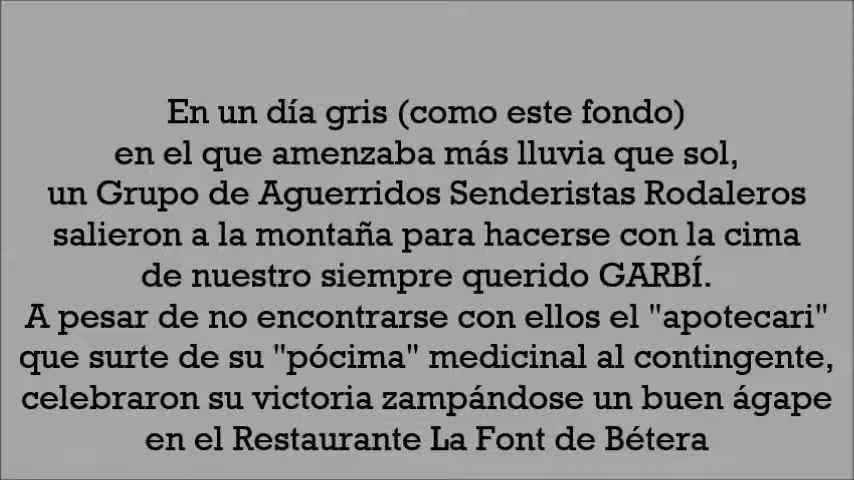 En un día gris (como este fondo)
en el que amenzaba más lluvia que sol,
un Grupo de Aguerridos Senderistas Rodaleros
salieron a la montaña para hacerse con la cima
de nuestro siempre querido GARBÍ.
A pesar de no encontrarse con ellos el "apotecari"
que surte de su "pócima" medicinal al contingente,
celebraron su victoria zampándose un buen ágape
en el Restaurante La Font de Bétera